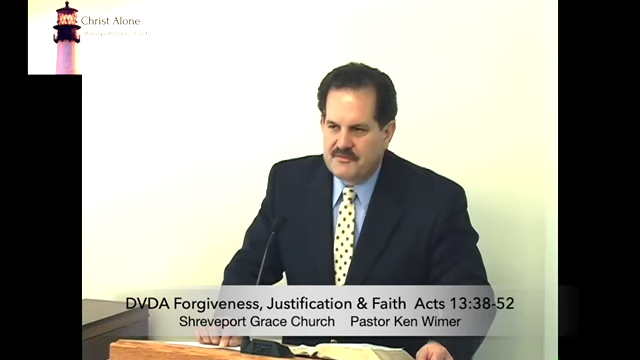 Christ Alone
DVDA Forgiveness, Justification & Faith Acts 13:38-52
Shreveport Grace Church Pastor Ken Wimer